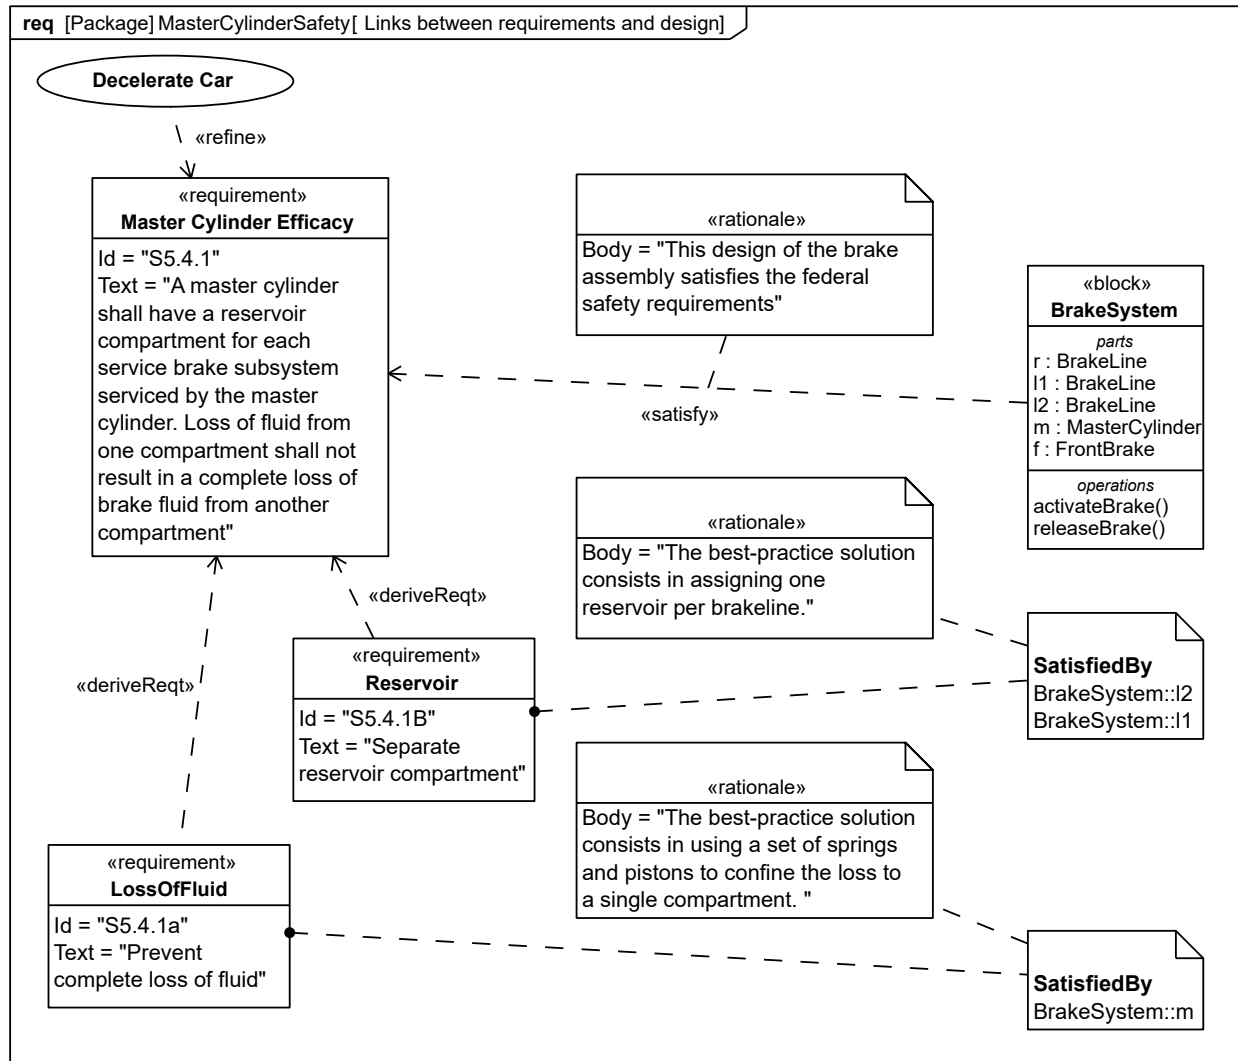 req [Package] MasterCylinderSafety[ Links between requirements and design]
Decelerate Car
«refine»
«requirement»
Master Cylinder Efficacy
Id = "S5.4.1"
Text = "A master cylinder
shall have a reservoir
compartment for each
service brake subsystem
serviced by the master
cylinder. Loss of fluid from
one compartment shall not
result in a complete loss of
brake fluid from another
compartment"
«rationale»
Body = "This design of the brake
assembly satisfies the federal
safety requirements"
«satisfy»
«block»
BrakeSystem
parts
r : BrakeLine
l1 : BrakeLine
l2 : BrakeLine
m : MasterCylinder
f : FrontBrake
operations
activateBrake()
releaseBrake()
«rationale»
Body = "The best-practice solution
consists in assigning one
reservoir per brakeline."
«deriveReqt»
«deriveReqt»
«requirement»
Reservoir
Id = "S5.4.1B"
Text = "Separate
reservoir compartment"
SatisfiedBy
BrakeSystem::l2
BrakeSystem::l1
«rationale»
Body = "The best-practice solution
consists in using a set of springs
and pistons to confine the loss to
a single compartment. "
«requirement»
LossOfFluid
Id = "S5.4.1a"
Text = "Prevent
complete loss of fluid"
SatisfiedBy
BrakeSystem::m